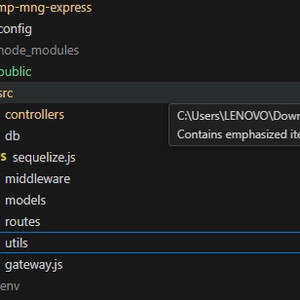 mp-mng-express
config
node_modules
public
src
controllers
C:\Users\LENOVO\Down
db
Contains emphasized ite
S sequelize.js
middleware
models
routes
utils
gateway.js
env